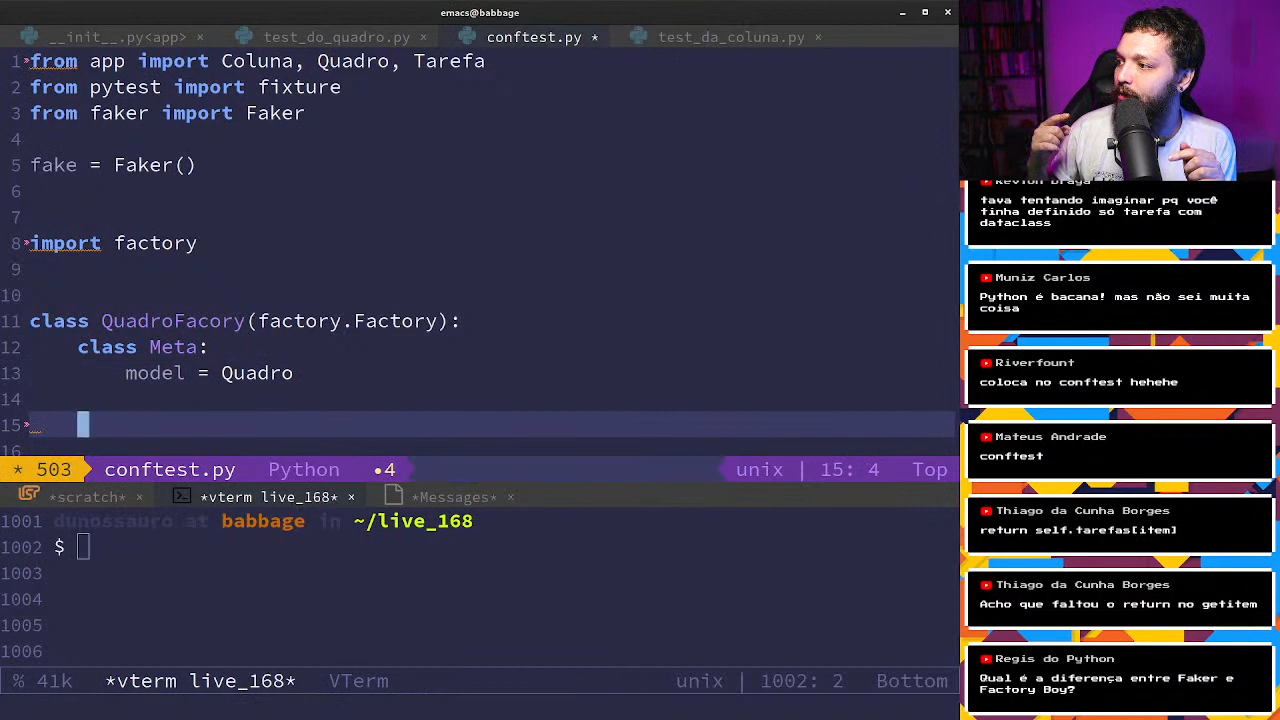 emacs@babbage
__init__.py<app> ×
test_do_quadro.py ×
conftest.py •
test_da_coluna.py ×
1 from app import Coluna, Quadro, Tarefa
2 from pytest import fixture
3 from faker import Faker
4
5 fake = Faker()
6
7
8 import factory
9
10
11 class QuadroFacory(factory.Factory):
12 class Meta:
13 model = Quadro
14
15
16
* 503 conftest.py Python •4 unix | 15: 4 Top
*scratch* ×
*vterm live_168* ×
*Messages* ×
1001 dunossauro at babbage in ~/live_168
1002 $
1003
1004
1005
1006
% 41k *vterm live_168* VTerm unix | 1002: 2 Bottom
tava tentando imaginar pq você
tinha definido só tarefa com
dataclass
Muniz Carlos
Python é bacana! mas não sei muita
coisa
Riverfount
coloca no conftest hehehe
Mateus Andrade
conftest
Thiago da Cunha Borges
return self.tarefas[item]
Thiago da Cunha Borges
Acho que faltou o return no getitem
Regis do Python
Qual é a diferença entre Faker e
Factory Boy?